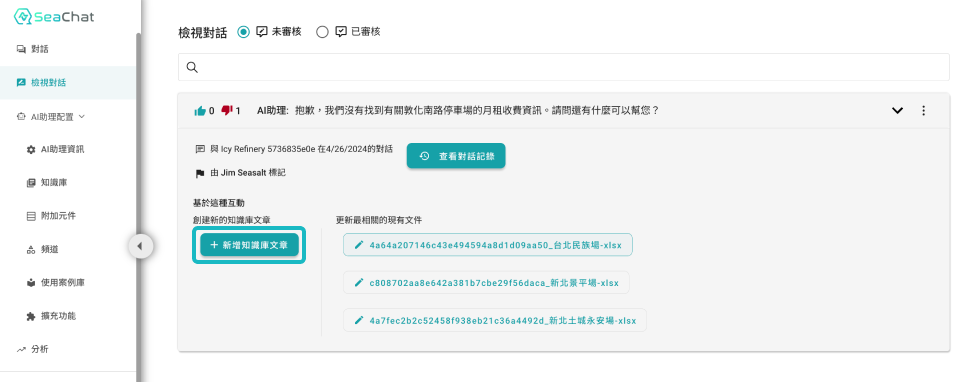 SeaChat
對話
檢視對話
AI助理配置
AI助理資訊
知識庫
附加元件
頻道
使用案例庫
擴充功能
分析
檢視對話 未審核 已審核
0 1 AI助理: 抱歉，我們沒有找到有關敦化南路停車場的月租收費資訊。請問還有什麼可以幫您？
與 Icy Refinery 5736835e0e 在4/26/2024的對話
查看對話記錄
由 Jim Seasalt 標記
基於這種互動
創建新的知識庫文章
+ 新增知識庫文章
更新最相關的現有文件
4a64a207146c43e494594a8d1d09aa50_台北民族場-xlsx
c808702aa8e642a381b7cbe29f56daca_新北景平場-xlsx
4a7fec2b2c52458f938eb21c36a4492d_新北土城永安場-xlsx